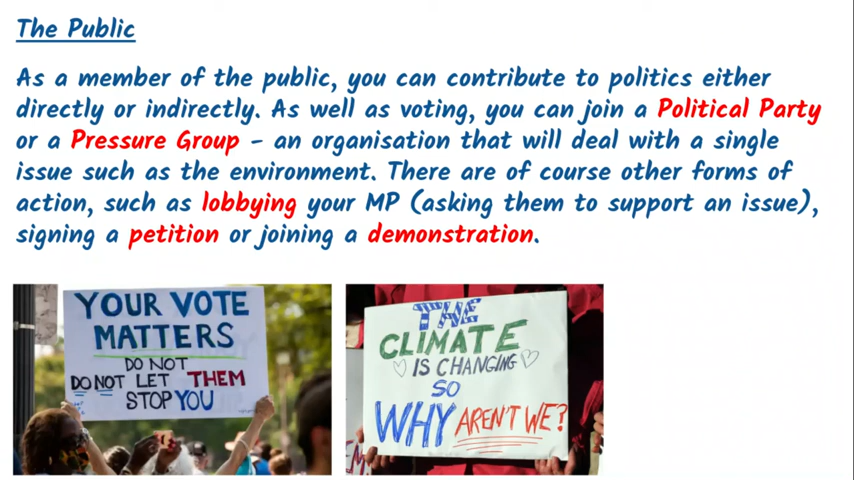 The Public
As a member of the public, you can contribute to politics either
directly or indirectly. As well as voting, you can join a Political Party
or a Pressure Group - an organisation that will deal with a single
issue such as the environment. There are of course other forms of
action, such as lobbying your MP (asking them to support an issue),
signing a petition or joining a demonstration.
YOUR VOTE
MATTERS
DO NOT
DO NOT LET THEM
STOP YOU
THE
CLIMATE
IS CHANGING
SO
WHY AREN'T WE?